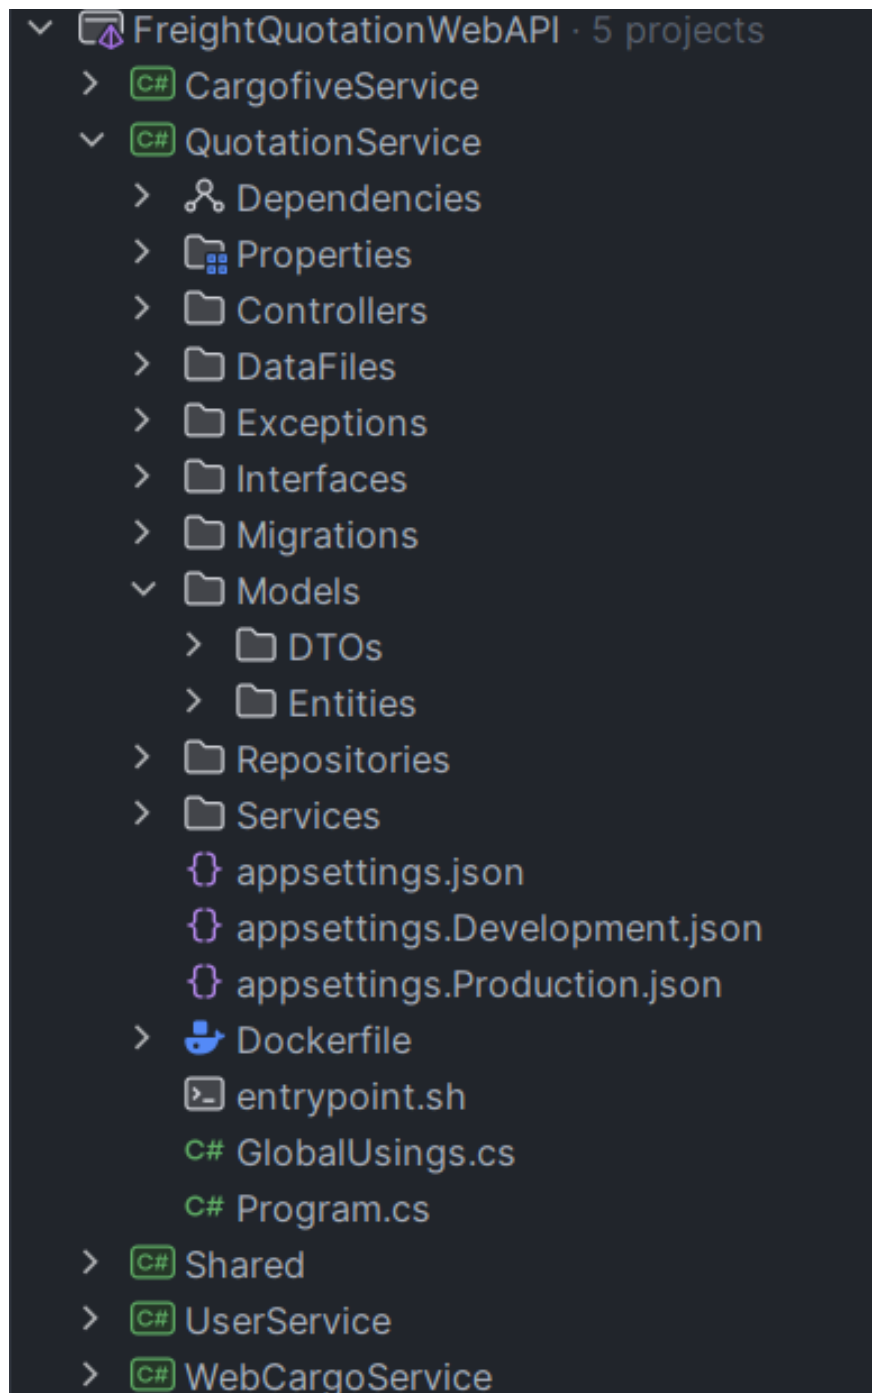 FreightQuotationWebAPI · 5 projects
C# CargofiveService
C# QuotationService
Dependencies
Properties
Controllers
DataFiles
Exceptions
Interfaces
Migrations
Models
DTOs
Entities
Repositories
Services
{} appsettings.json
{} appsettings.Development.json
{} appsettings.Production.json
Dockerfile
entrypoint.sh
C# GlobalUsings.cs
C# Program.cs
C# Shared
C# UserService
C# WebCargoService